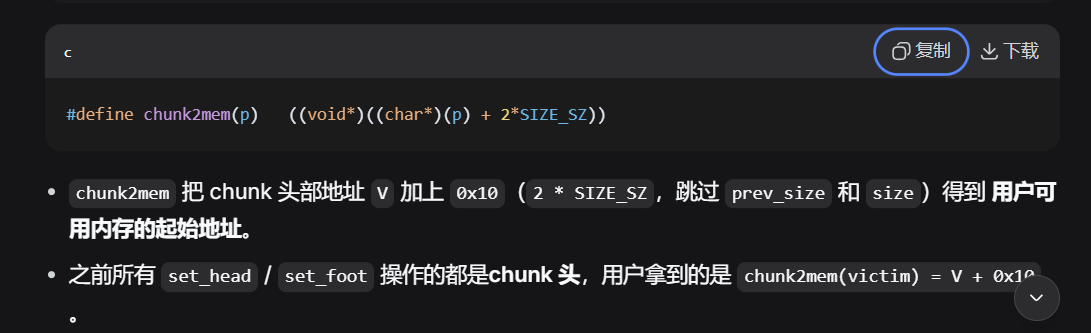 c 复制 下载
#define chunk2mem(p) ((void*)((char*)(p) + 2*SIZE_SZ))
chunk2mem 把 chunk 头部地址 V 加上 0x10（2 * SIZE_SZ，跳过 prev_size 和 size）得到 用户可
用内存的起始地址。
之前所有 set_head / set_foot 操作的都是chunk 头，用户拿到的是 chunk2mem(victim) = V + 0x10
。